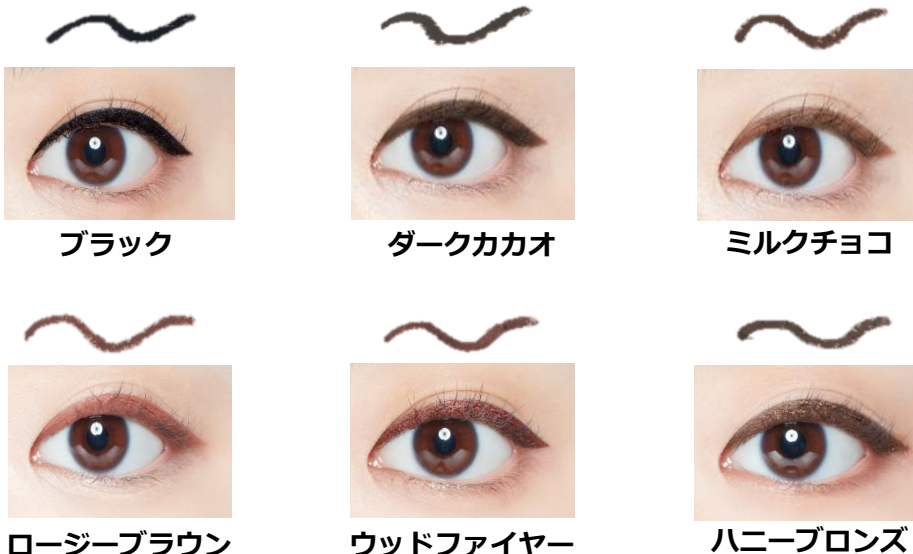 ブラック
ダークカカオ
ミルクチョコ
ロージーブラウン
ウッドファイヤー
ハニーブロンズ